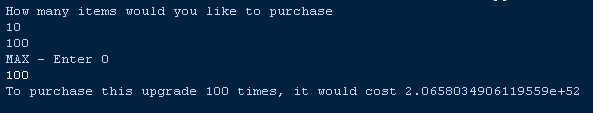 How many items would you like to purchase
10
100
MAX - Enter 0
100
To purchase this upgrade 100 times, it would cost 2.0658034906119559e+52